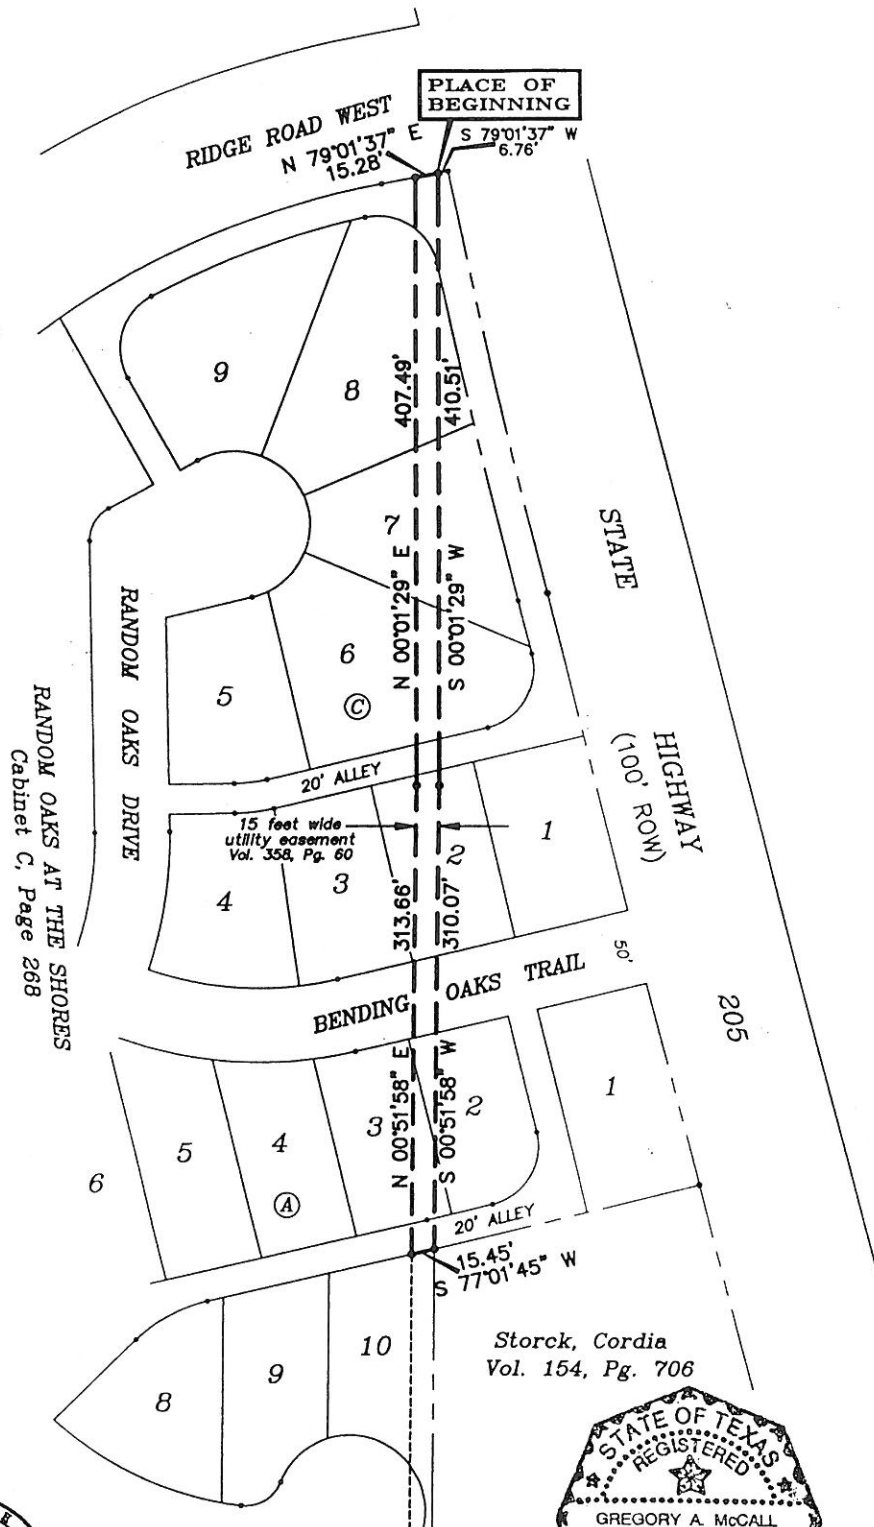 PLACE OF
BEGINNING
RIDGE ROAD WEST
N 79°01'37" E
15.28'
S 79°01'37" W
6.76'
9
8
407.49'
410.51'
7
STATE
N 00°01'29" E
S 00°01'29" W
RANDOM OAKS DRIVE
6
5
C
RANDOM OAKS AT THE SHORES
Cabinet C, Page 268
HIGHWAY
(100' ROW)
20' ALLEY
15 feet wide
utility easement
Vol. 358, Pg. 60
1
2
3
4
313.66'
310.07'
50'
BENDING OAKS TRAIL
205
N 00°51'58" E
S 00°51'58" W
1
2
3
4
5
6
A
20' ALLEY
15.45'
S 77°01'45" W
10
9
8
Storck, Cordia
Vol. 154, Pg. 706
STATE OF TEXAS
REGISTERED
GREGORY A. McCALL